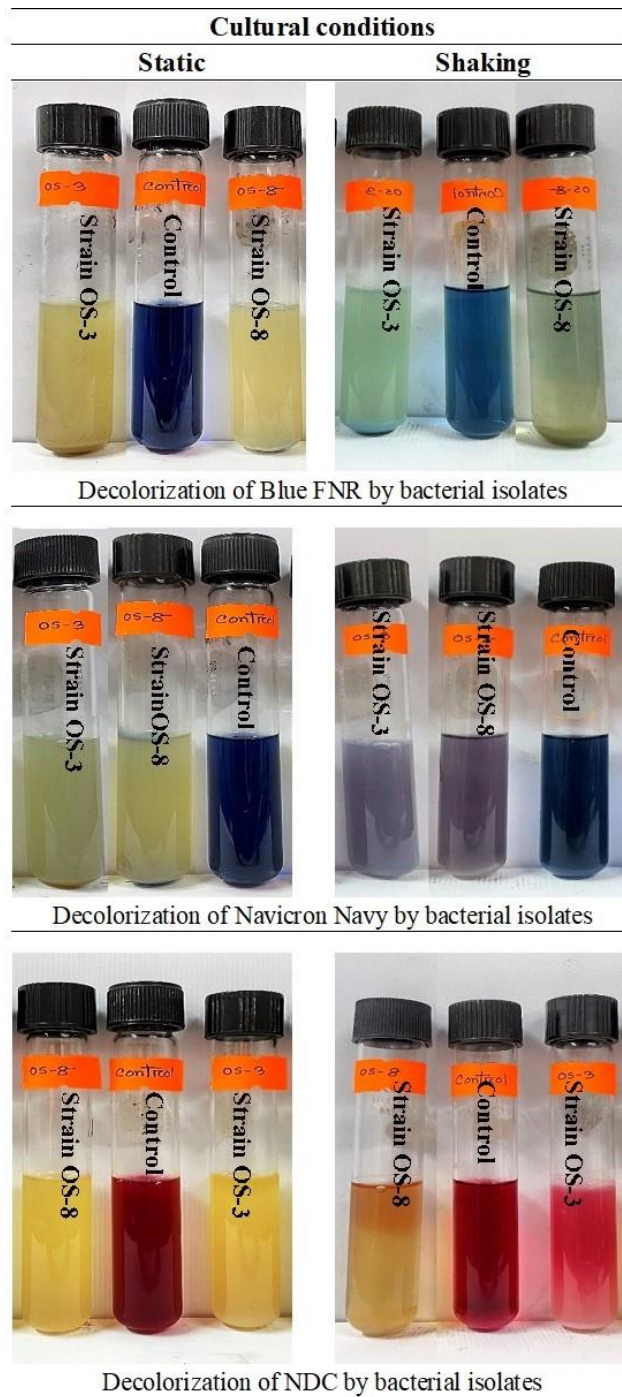 Cultural conditions
Static Shaking
OS-3 Control OS-8
Strain OS-3
Control
Strain OS-8
Control
Strain OS-3
Control
Strain OS-8
Decolorization of Blue FNR by bacterial isolates
OS-3 OS-8 Control
Strain OS-3
StrainOS-8
Control
Control
Strain OS-3
Strain OS-8
Control
Decolorization of Navicron Navy by bacterial isolates
OS-8 Control OS-3
Strain OS-8
Control
Strain OS-3
OS-8 Control OS-3
Strain OS-8
Control
Strain OS-3
Decolorization of NDC by bacterial isolates